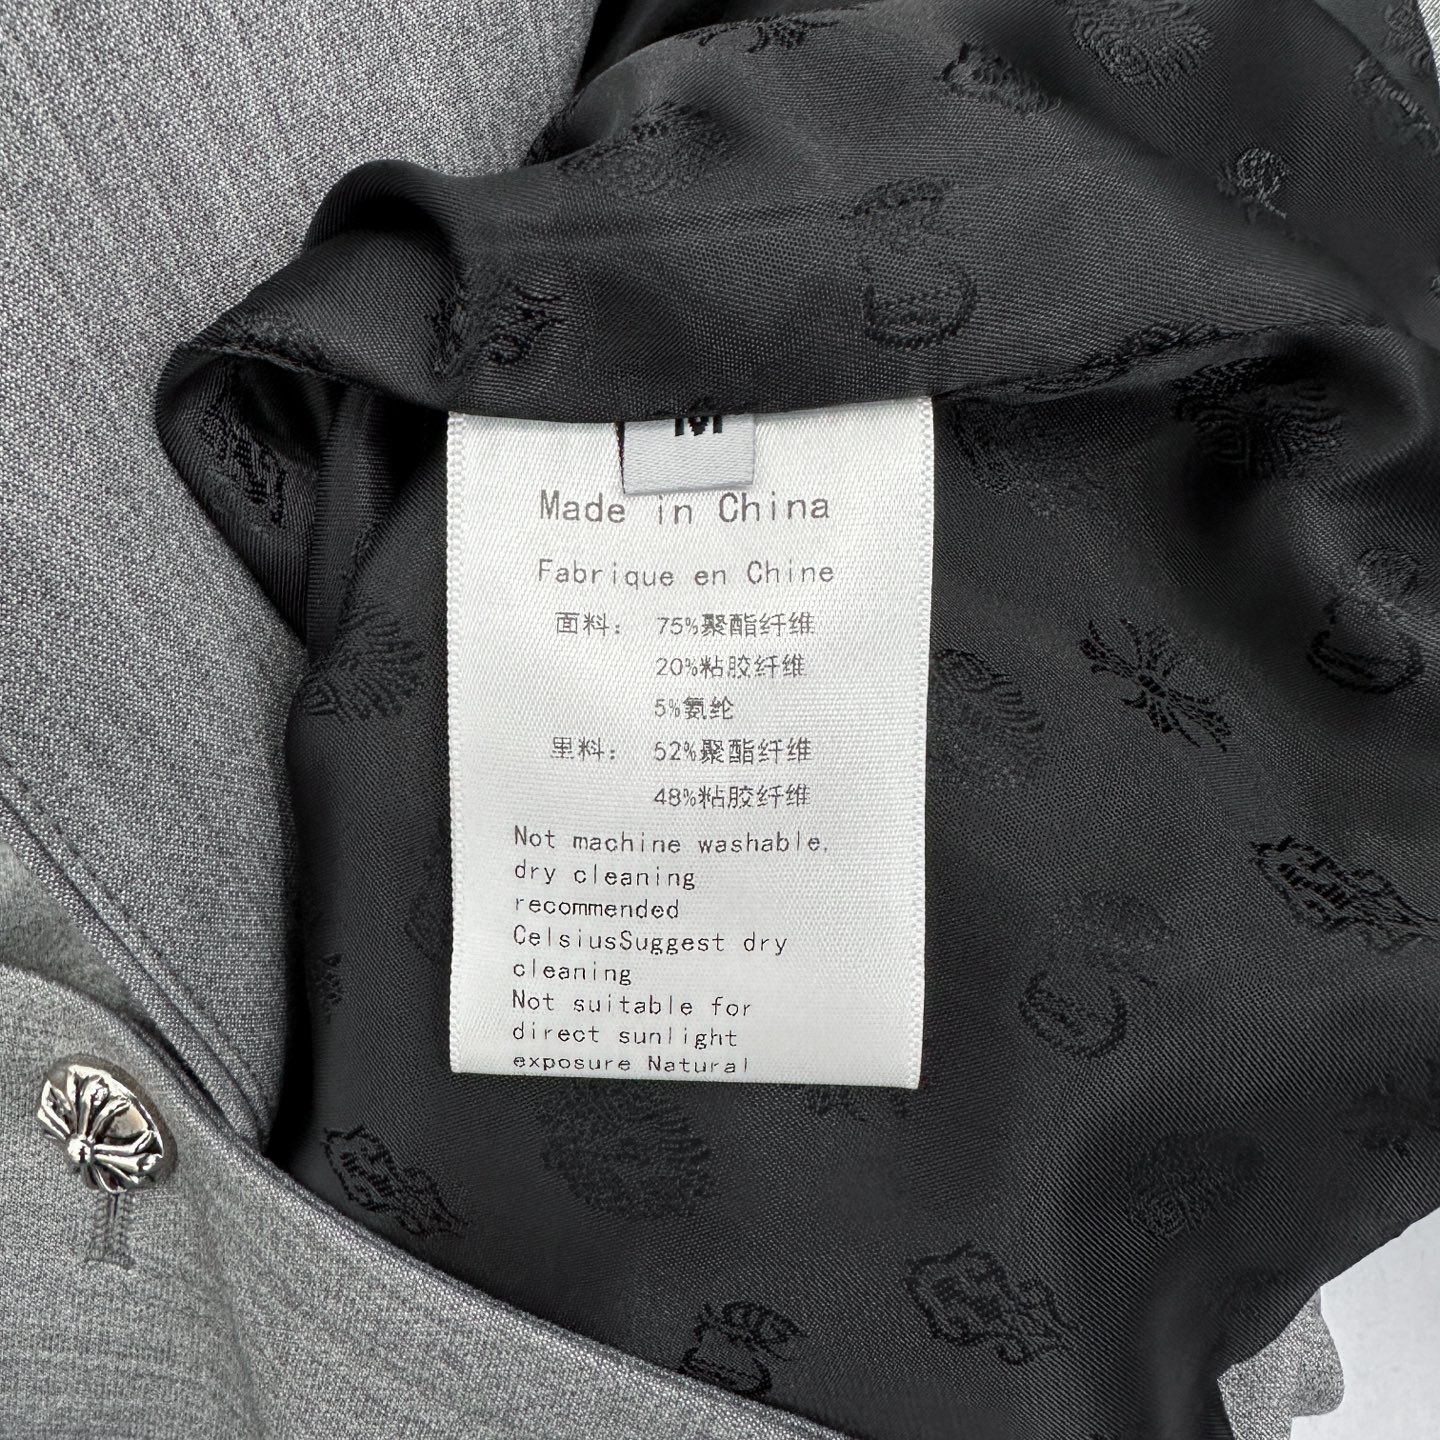 M
Made in China
Fabrique en Chine
面料： 75%聚酯纤维
20%粘胶纤维
5%氨纶
里料： 52%聚酯纤维
48%粘胶纤维
Not machine washable,
dry cleaning
recommended
CelsiusSuggest dry
cleaning
Not suitable for
direct sunlight
exposure Natural